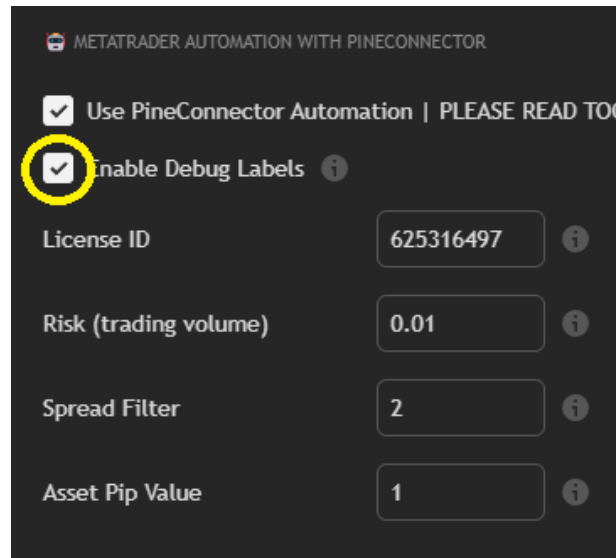 METATRADER AUTOMATION WITH PINECONNECTOR
Use PineConnector Automation | PLEASE READ TOO
Enable Debug Labels
License ID 625316497
Risk (trading volume) 0.01
Spread Filter 2
Asset Pip Value 1